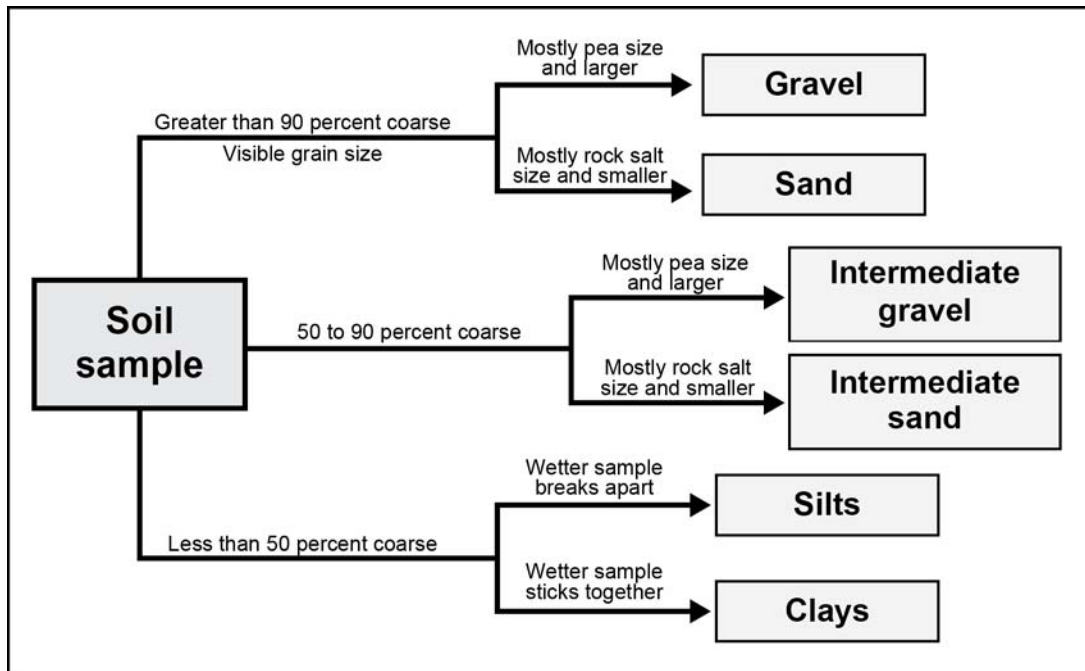 Mostly pea size
and larger
Gravel
Greater than 90 percent coarse
Visible grain size
Mostly rock salt
size and smaller
Sand
Soil
sample
50 to 90 percent coarse
Mostly pea size
and larger
Intermediate
gravel
Mostly rock salt
size and smaller
Intermediate
sand
Less than 50 percent coarse
Wetter sample
breaks apart
Silts
Wetter sample
sticks together
Clays